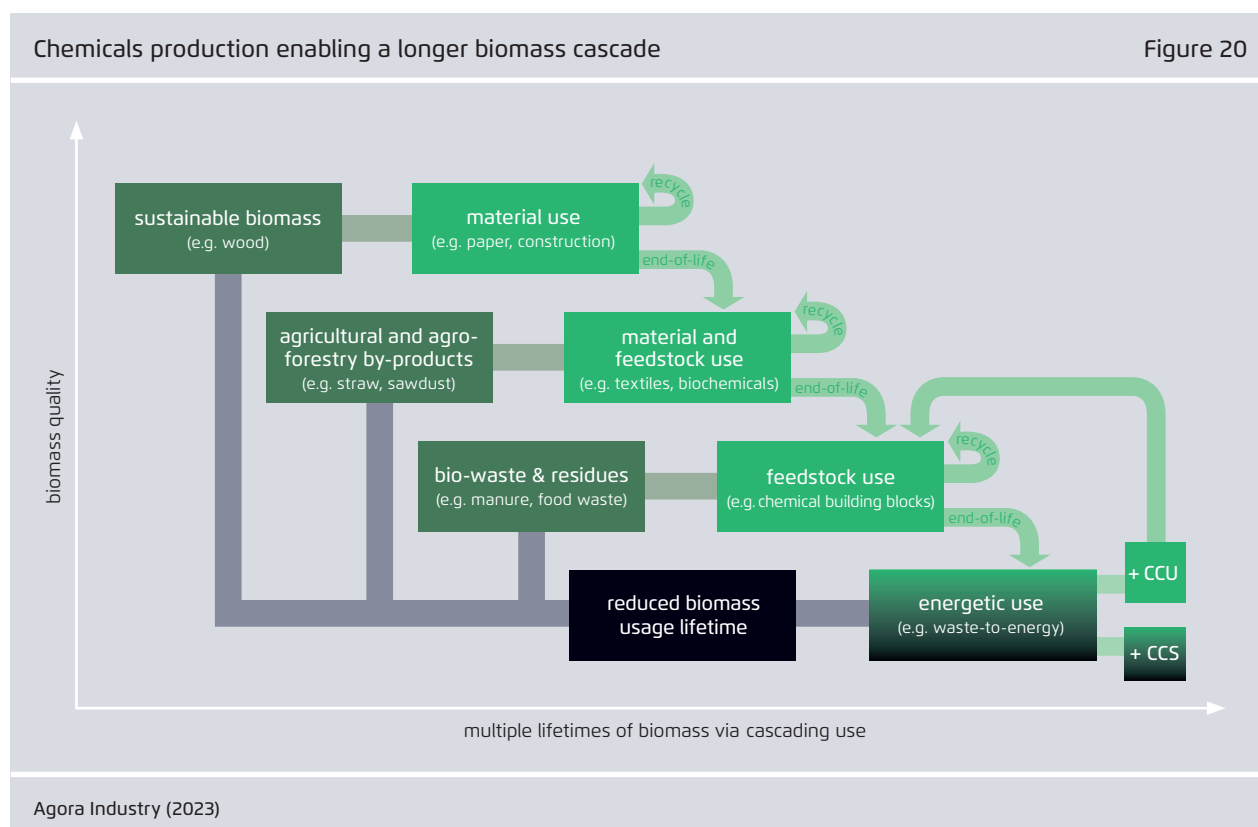 Chemicals production enabling a longer biomass cascade
Figure 20
biomass quality
sustainable biomass
(e.g. wood)
material use
(e.g. paper, construction)
recycle
end-of-life
agricultural and agro-
forestry by-products
(e.g. straw, sawdust)
material and
feedstock use
(e.g. textiles, biochemicals)
recycle
end-of-life
bio-waste & residues
(e.g. manure, food waste)
feedstock use
(e.g. chemical building blocks)
recycle
end-of-life
reduced biomass
usage lifetime
energetic use
(e.g. waste-to-energy)
+ CCU
+ CCS
multiple lifetimes of biomass via cascading use
Agora Industry (2023)